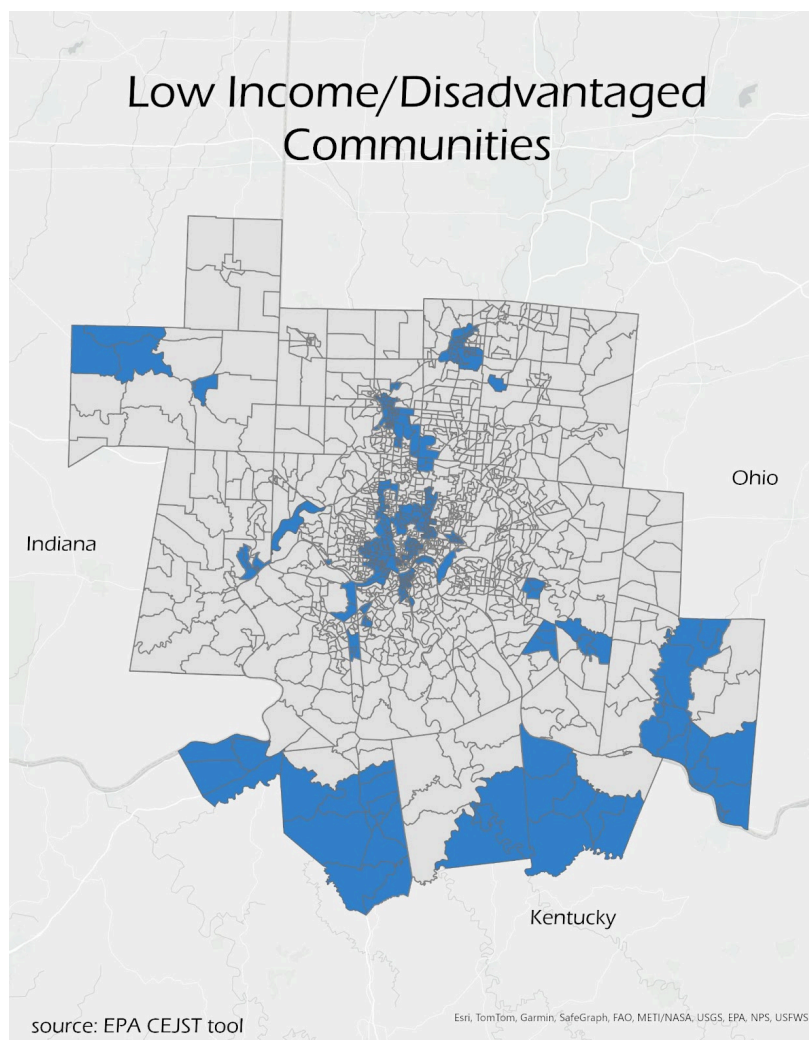 Low Income/Disadvantaged
Communities
Ohio
Indiana
Kentucky
source: EPA CEJST tool
Esri, TomTom, Garmin, SafeGraph, FAO, METI/NASA, USGS, EPA, NPS, USFWS